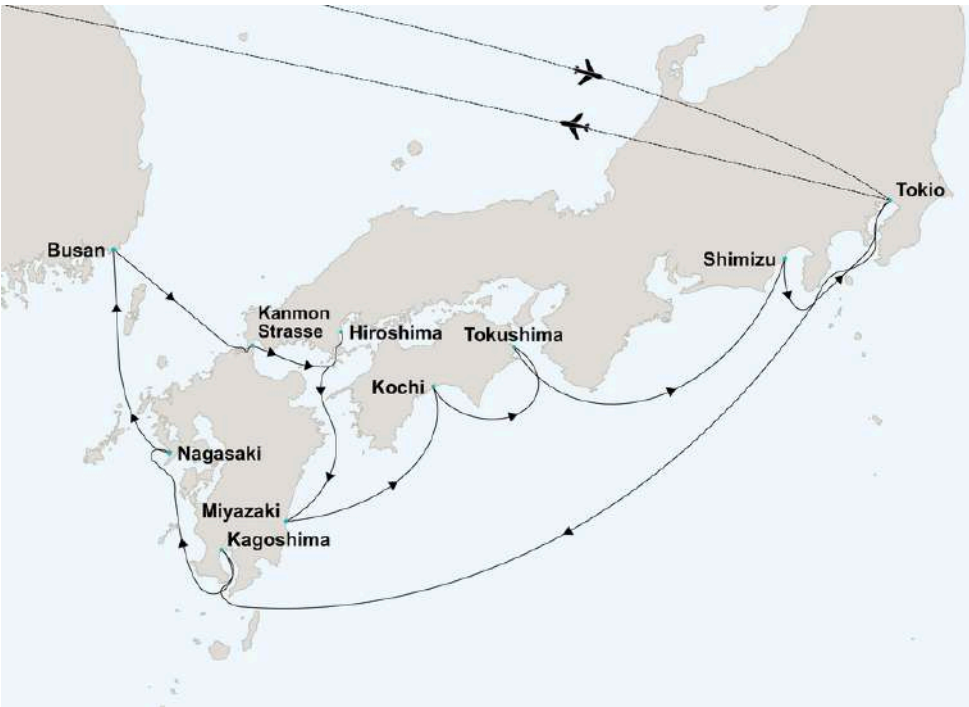 Tokio
Busan
Shimizu
Kanmon
Strasse
Hiroshima
Tokushima
Kochi
Nagasaki
Miyazaki
Kagoshima